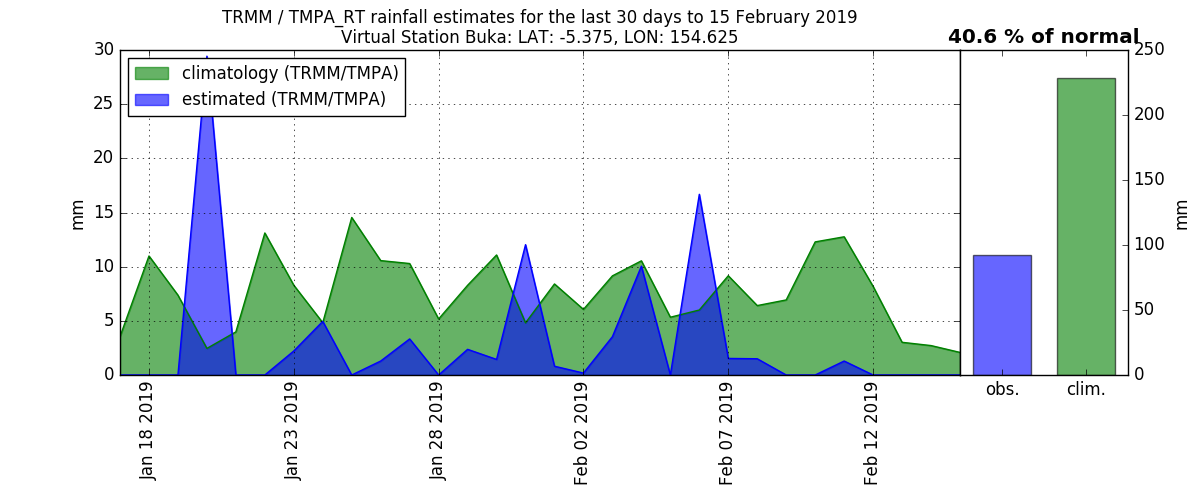 TRMM / TMPA_RT rainfall estimates for the last 30 days to 15 February 2019
Virtual Station Buka: LAT: -5.375, LON: 154.625
40.6 % of normal
climatology (TRMM/TMPA)
estimated (TRMM/TMPA)
mm
30
25
20
15
10
5
0
Jan 18 2019
Jan 23 2019
Jan 28 2019
Feb 02 2019
Feb 07 2019
Feb 12 2019
obs.
clim.
250
200
150
100
50
0
mm